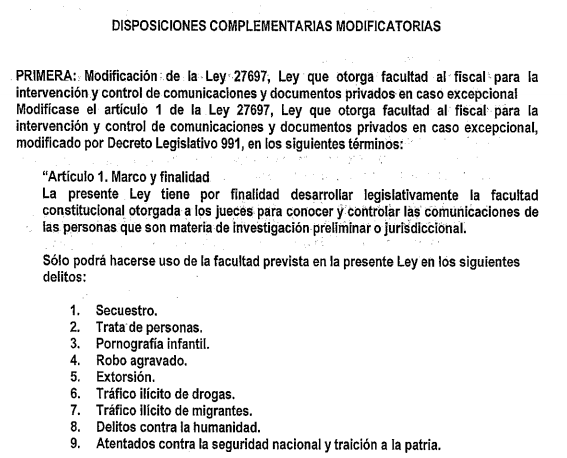 DISPOSICIONES COMPLEMENTARIAS MODIFICATORIAS
PRIMERA: Modificación de la Ley 27697, Ley que otorga facultad al fiscal para la
intervención y control de comunicaciones y documentos privados en caso excepcional
Modifícase el artículo 1 de la Ley 27697, Ley que otorga facultad al fiscal para la
intervención y control de comunicaciones y documentos privados en caso excepcional,
modificado por Decreto Legislativo 991, en los siguientes términos:
“Artículo 1. Marco y finalidad
La presente Ley tiene por finalidad desarrollar legislativamente la facultad
constitucional otorgada a los jueces para conocer y controlar las comunicaciones de
las personas que son materia de investigación preliminar o jurisdiccional.
Sólo podrá hacerse uso de la facultad prevista en la presente Ley en los siguientes
delitos:
1. Secuestro.
2. Trata de personas.
3. Pornografía infantil.
4. Robo agravado.
5. Extorsión.
6. Tráfico ilícito de drogas.
7. Tráfico ilícito de migrantes.
8. Delitos contra la humanidad.
9. Atentados contra la seguridad nacional y traición a la patria.